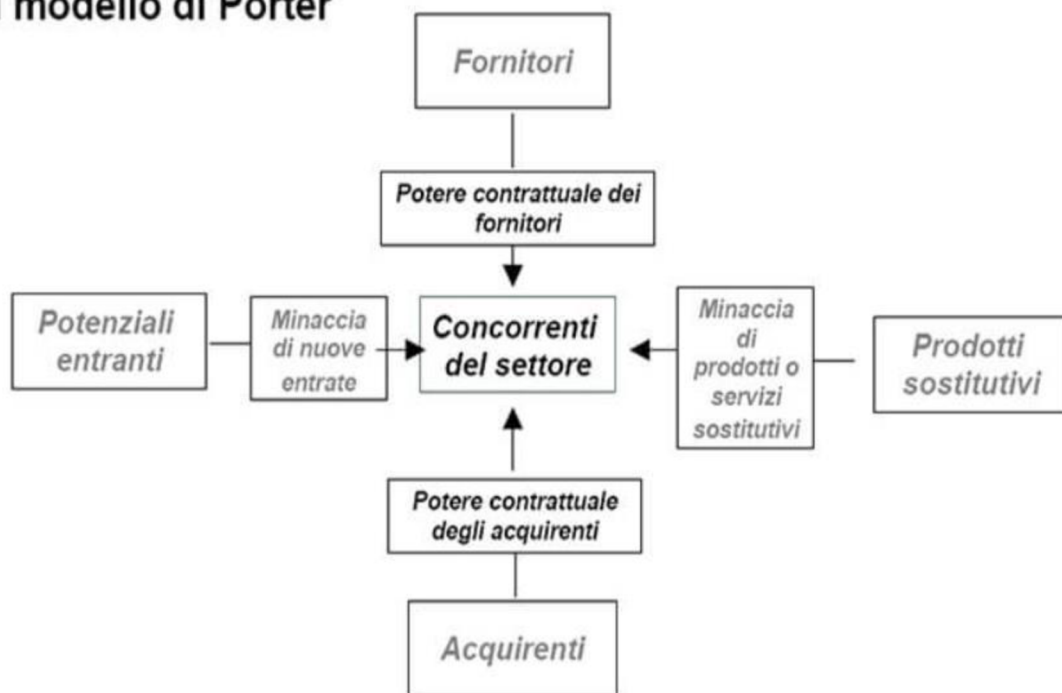 modello di Porter
Fornitori
Potere contrattuale dei
fornitori
Potenziali
entranti
Minaccia
di nuove
entrate
Concorrenti
del settore
Minaccia
di
prodotti o
servizi
sostitutivi
Prodotti
sostitutivi
Potere contrattuale
degli acquirenti
Acquirenti